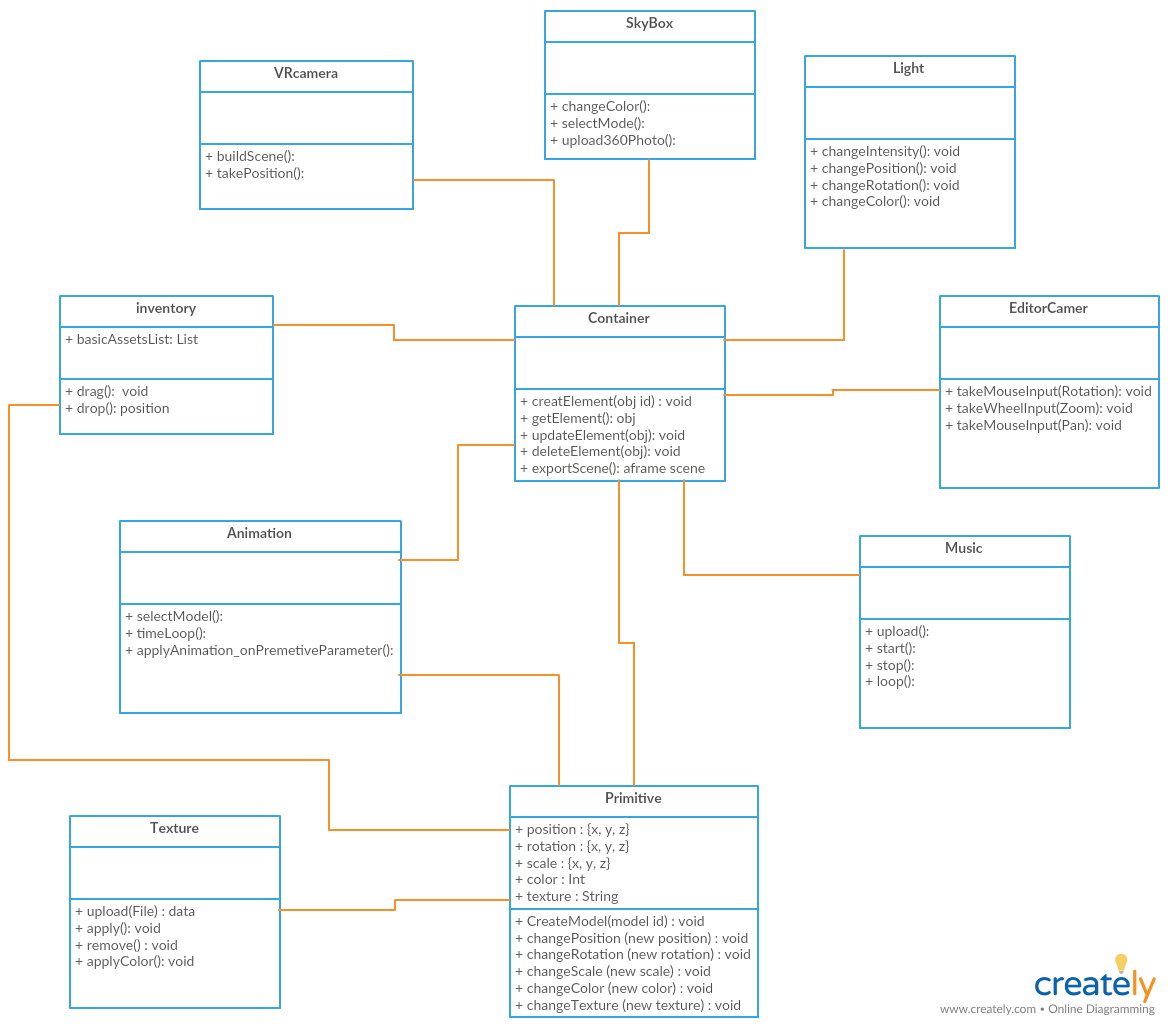 SkyBox
+ changeColor():
+ selectMode():
+ upload360Photo():
VRcamera
+ buildScene():
+ takePosition():
Light
+ changeIntensity(): void
+ changePosition(): void
+ changeRotation(): void
+ changeColor(): void
inventory
+ basicAssetsList: List
+ drag():  void
+ drop(): position
Container
+ creatElement(obj id) : void
+ getElement(): obj
+ updateElement(obj): void
+ deleteElement(obj): void
+ exportScene(): aframe scene
EditorCamer
+ takeMouseInput(Rotation): void
+ takeWheelInput(Zoom): void
+ takeMouseInput(Pan): void
Animation
+ selectModel():
+ timeLoop():
+ applyAnimation_onPremetiveParameter():
Music
+ upload():
+ start():
+ stop():
+ loop():
Primitive
+ position : {x, y, z}
+ rotation : {x, y, z}
+ scale : {x, y, z}
+ color : Int
+ texture : String
+ CreateModel(model id) : void
+ changePosition (new position) : void
+ changeRotation (new rotation) : void
+ changeScale (new scale) : void
+ changeColor (new color) : void
+ changeTexture (new texture) : void
Texture
+ upload(File) : data
+ apply(): void
+ remove() : void
+ applyColor(): void
creately
www.creately.com • Online Diagramming